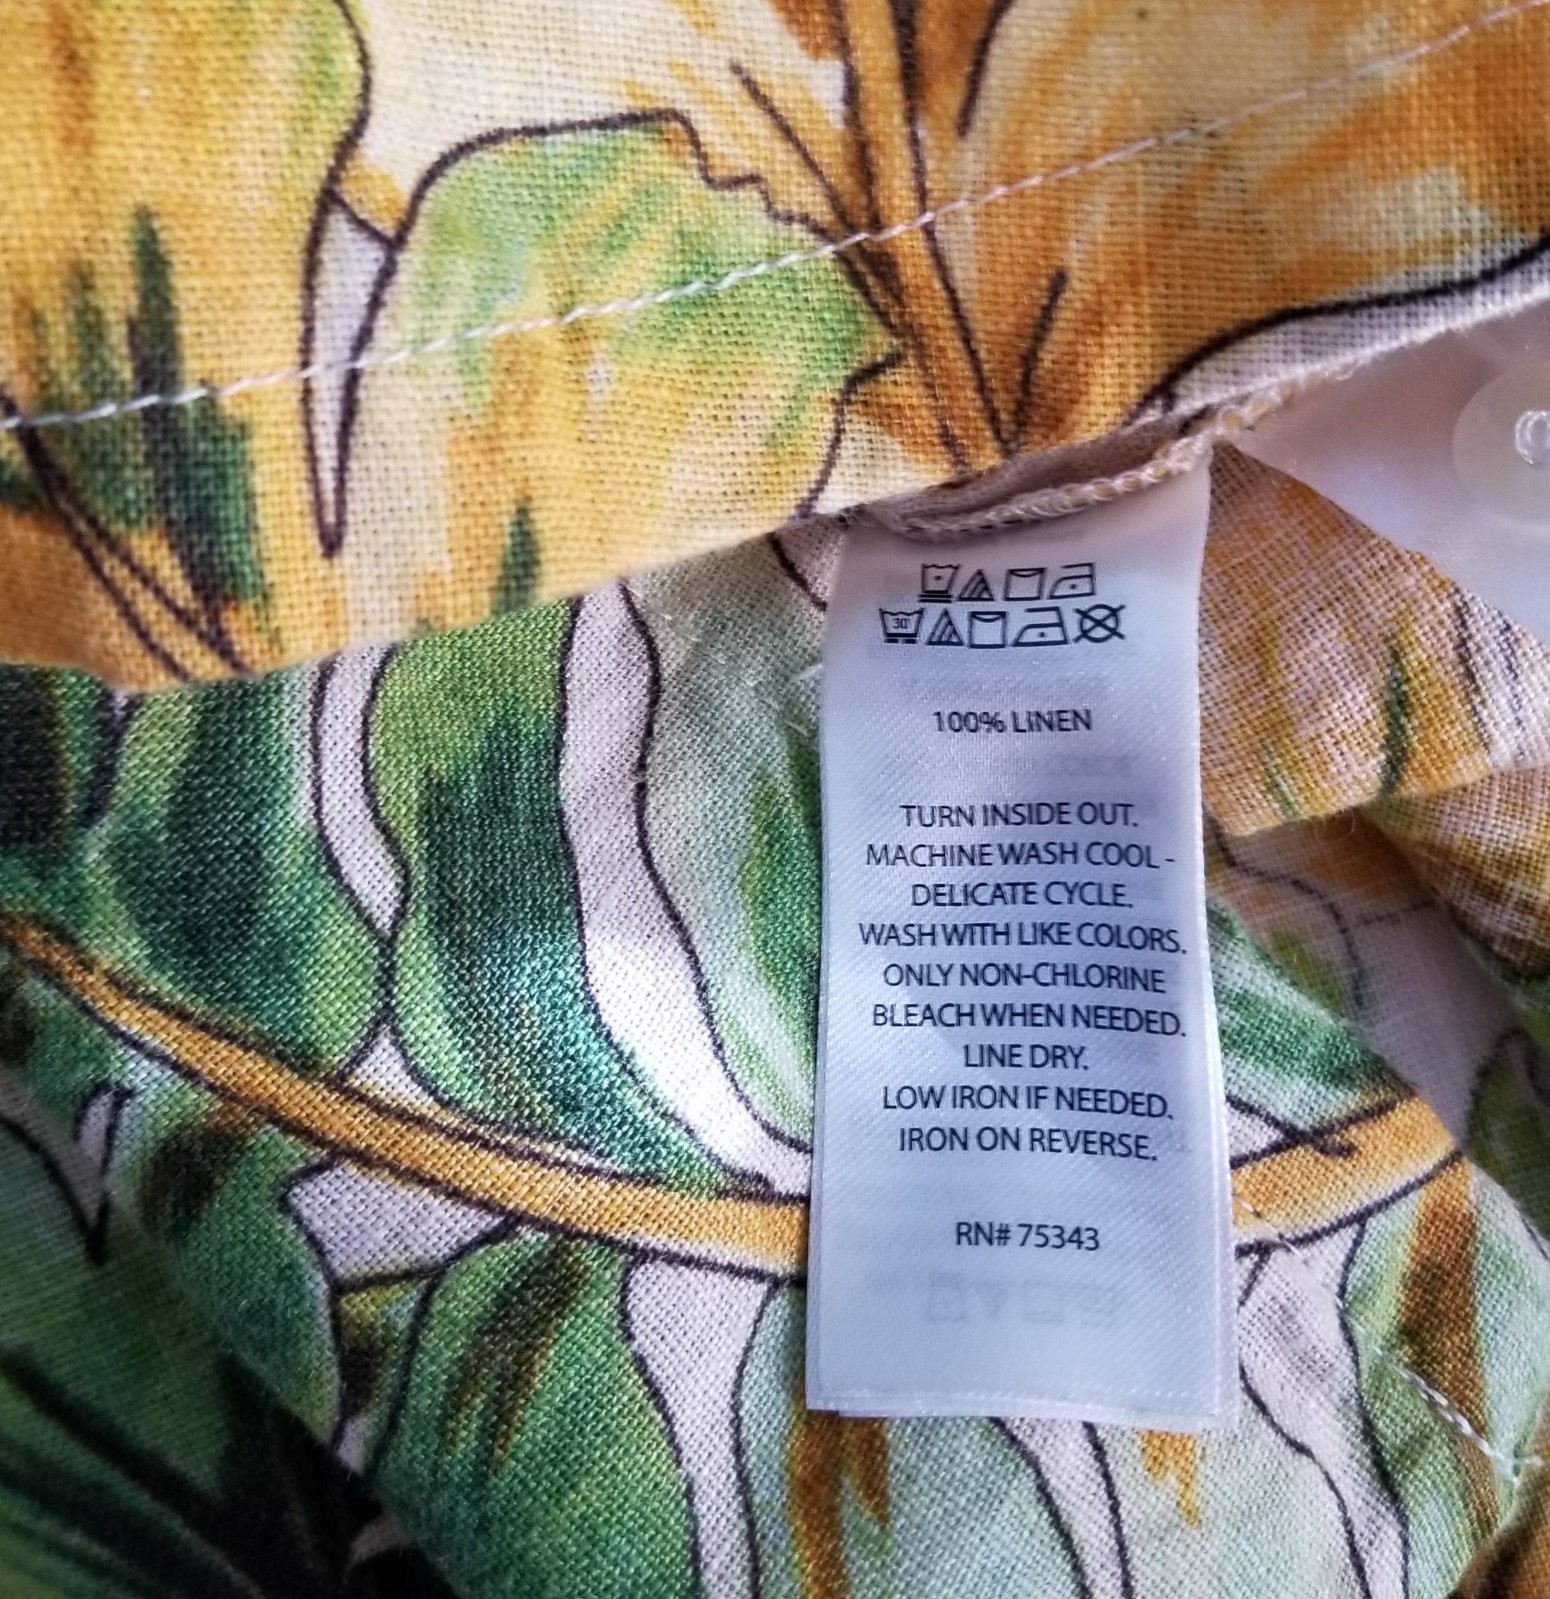 30
100% LINEN
TURN INSIDE OUT.
MACHINE WASH COOL -
DELICATE CYCLE.
WASH WITH LIKE COLORS.
ONLY NON-CHLORINE
BLEACH WHEN NEEDED.
LINE DRY.
LOW IRON IF NEEDED.
IRON ON REVERSE.
RN# 75343